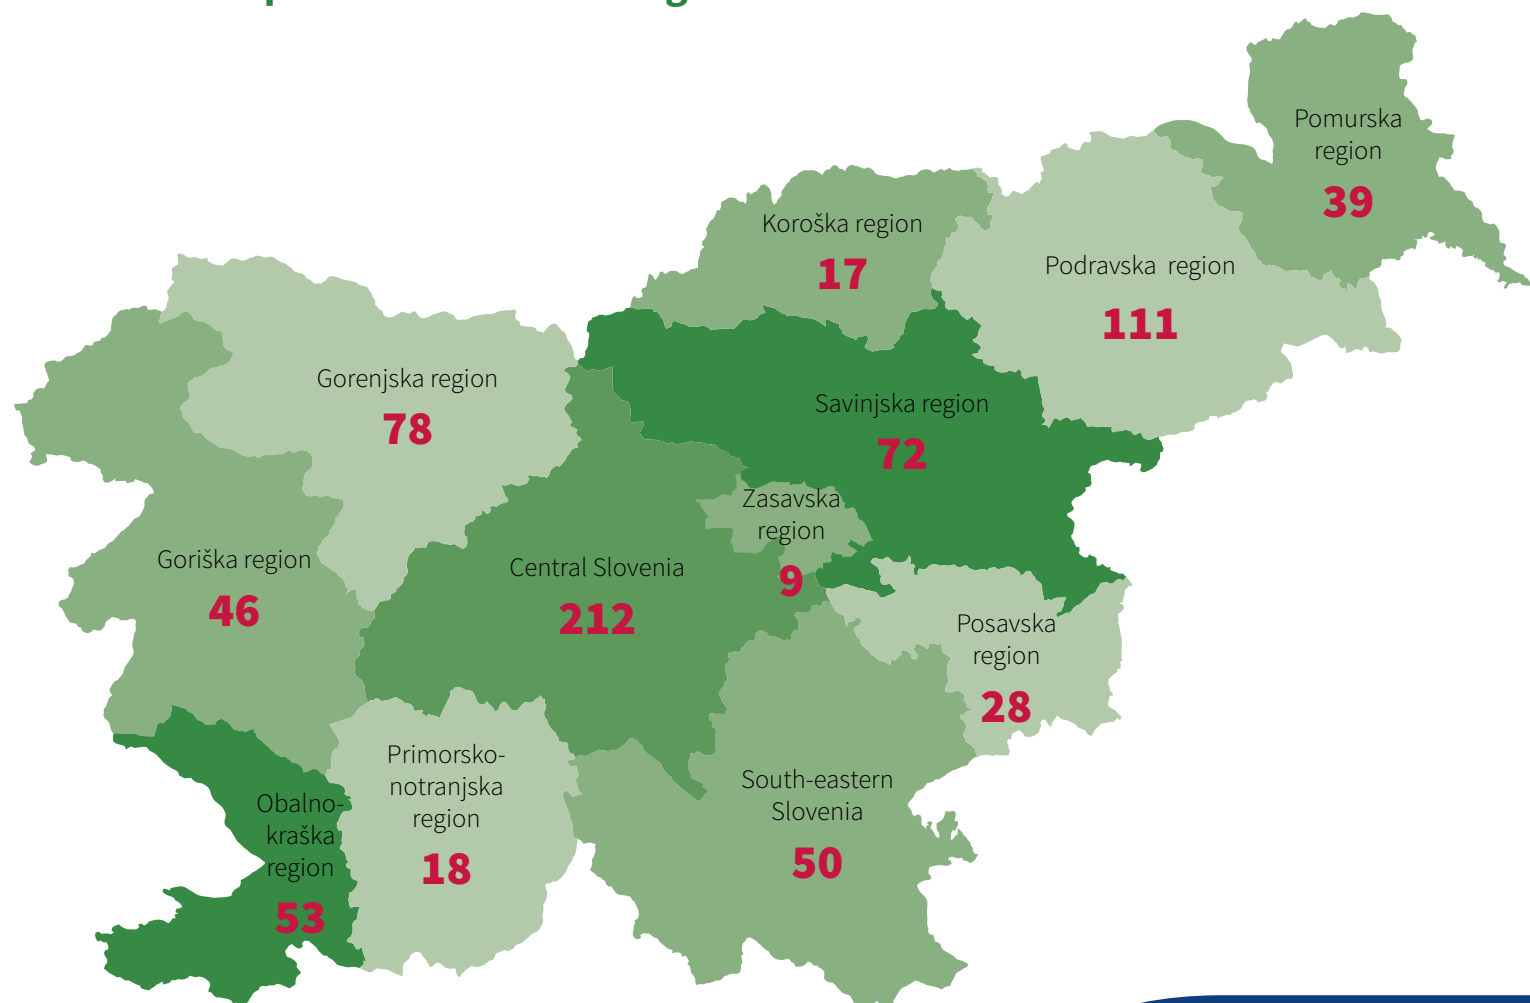 Pomurska
region
39
Koroška region
17
Podravska region
111
Gorenjska region
78
Savinjska region
72
Zasavska
region
9
Goriška region
46
Central Slovenia
212
Posavska
region
28
Primorsko-
notranjska
region
18
South-eastern
Slovenia
50
Obalno-
kraška
region
53